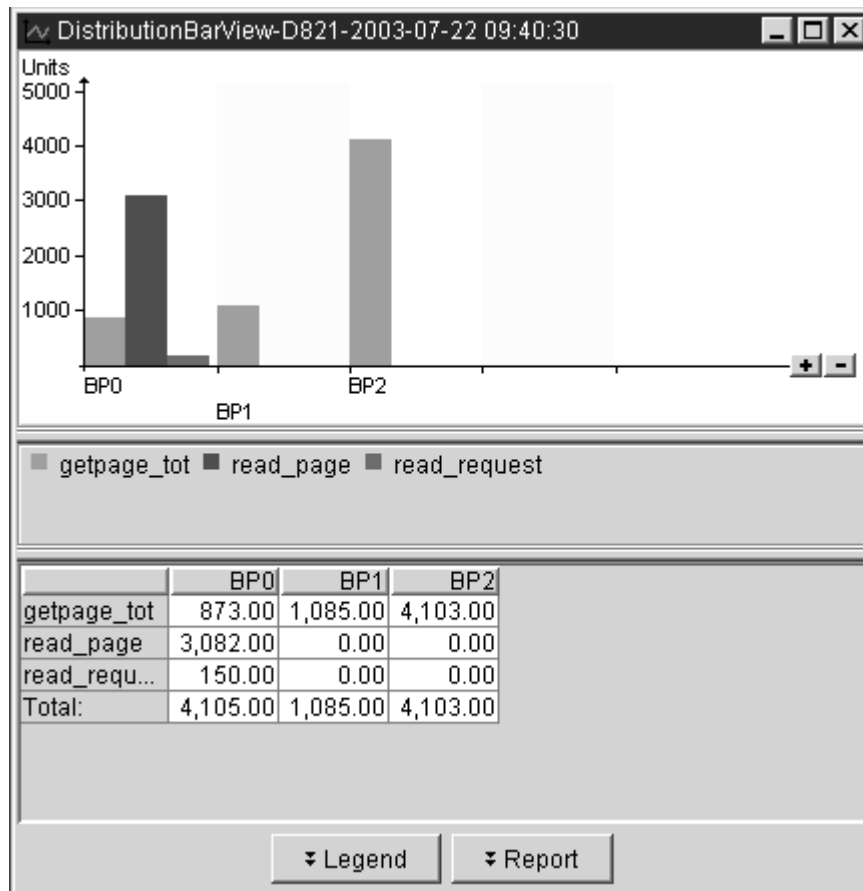 DistributionBarView-D821-2003-07-22 09:40:30
Units
5000
4000
3000
2000
1000
BP0 BP2
BP1
getpage_tot read_page read_request
BP0 BP1 BP2
getpage_tot 873.00 1,085.00 4,103.00
read_page 3,082.00 0.00 0.00
read_requ... 150.00 0.00 0.00
Total: 4,105.00 1,085.00 4,103.00
Legend Report